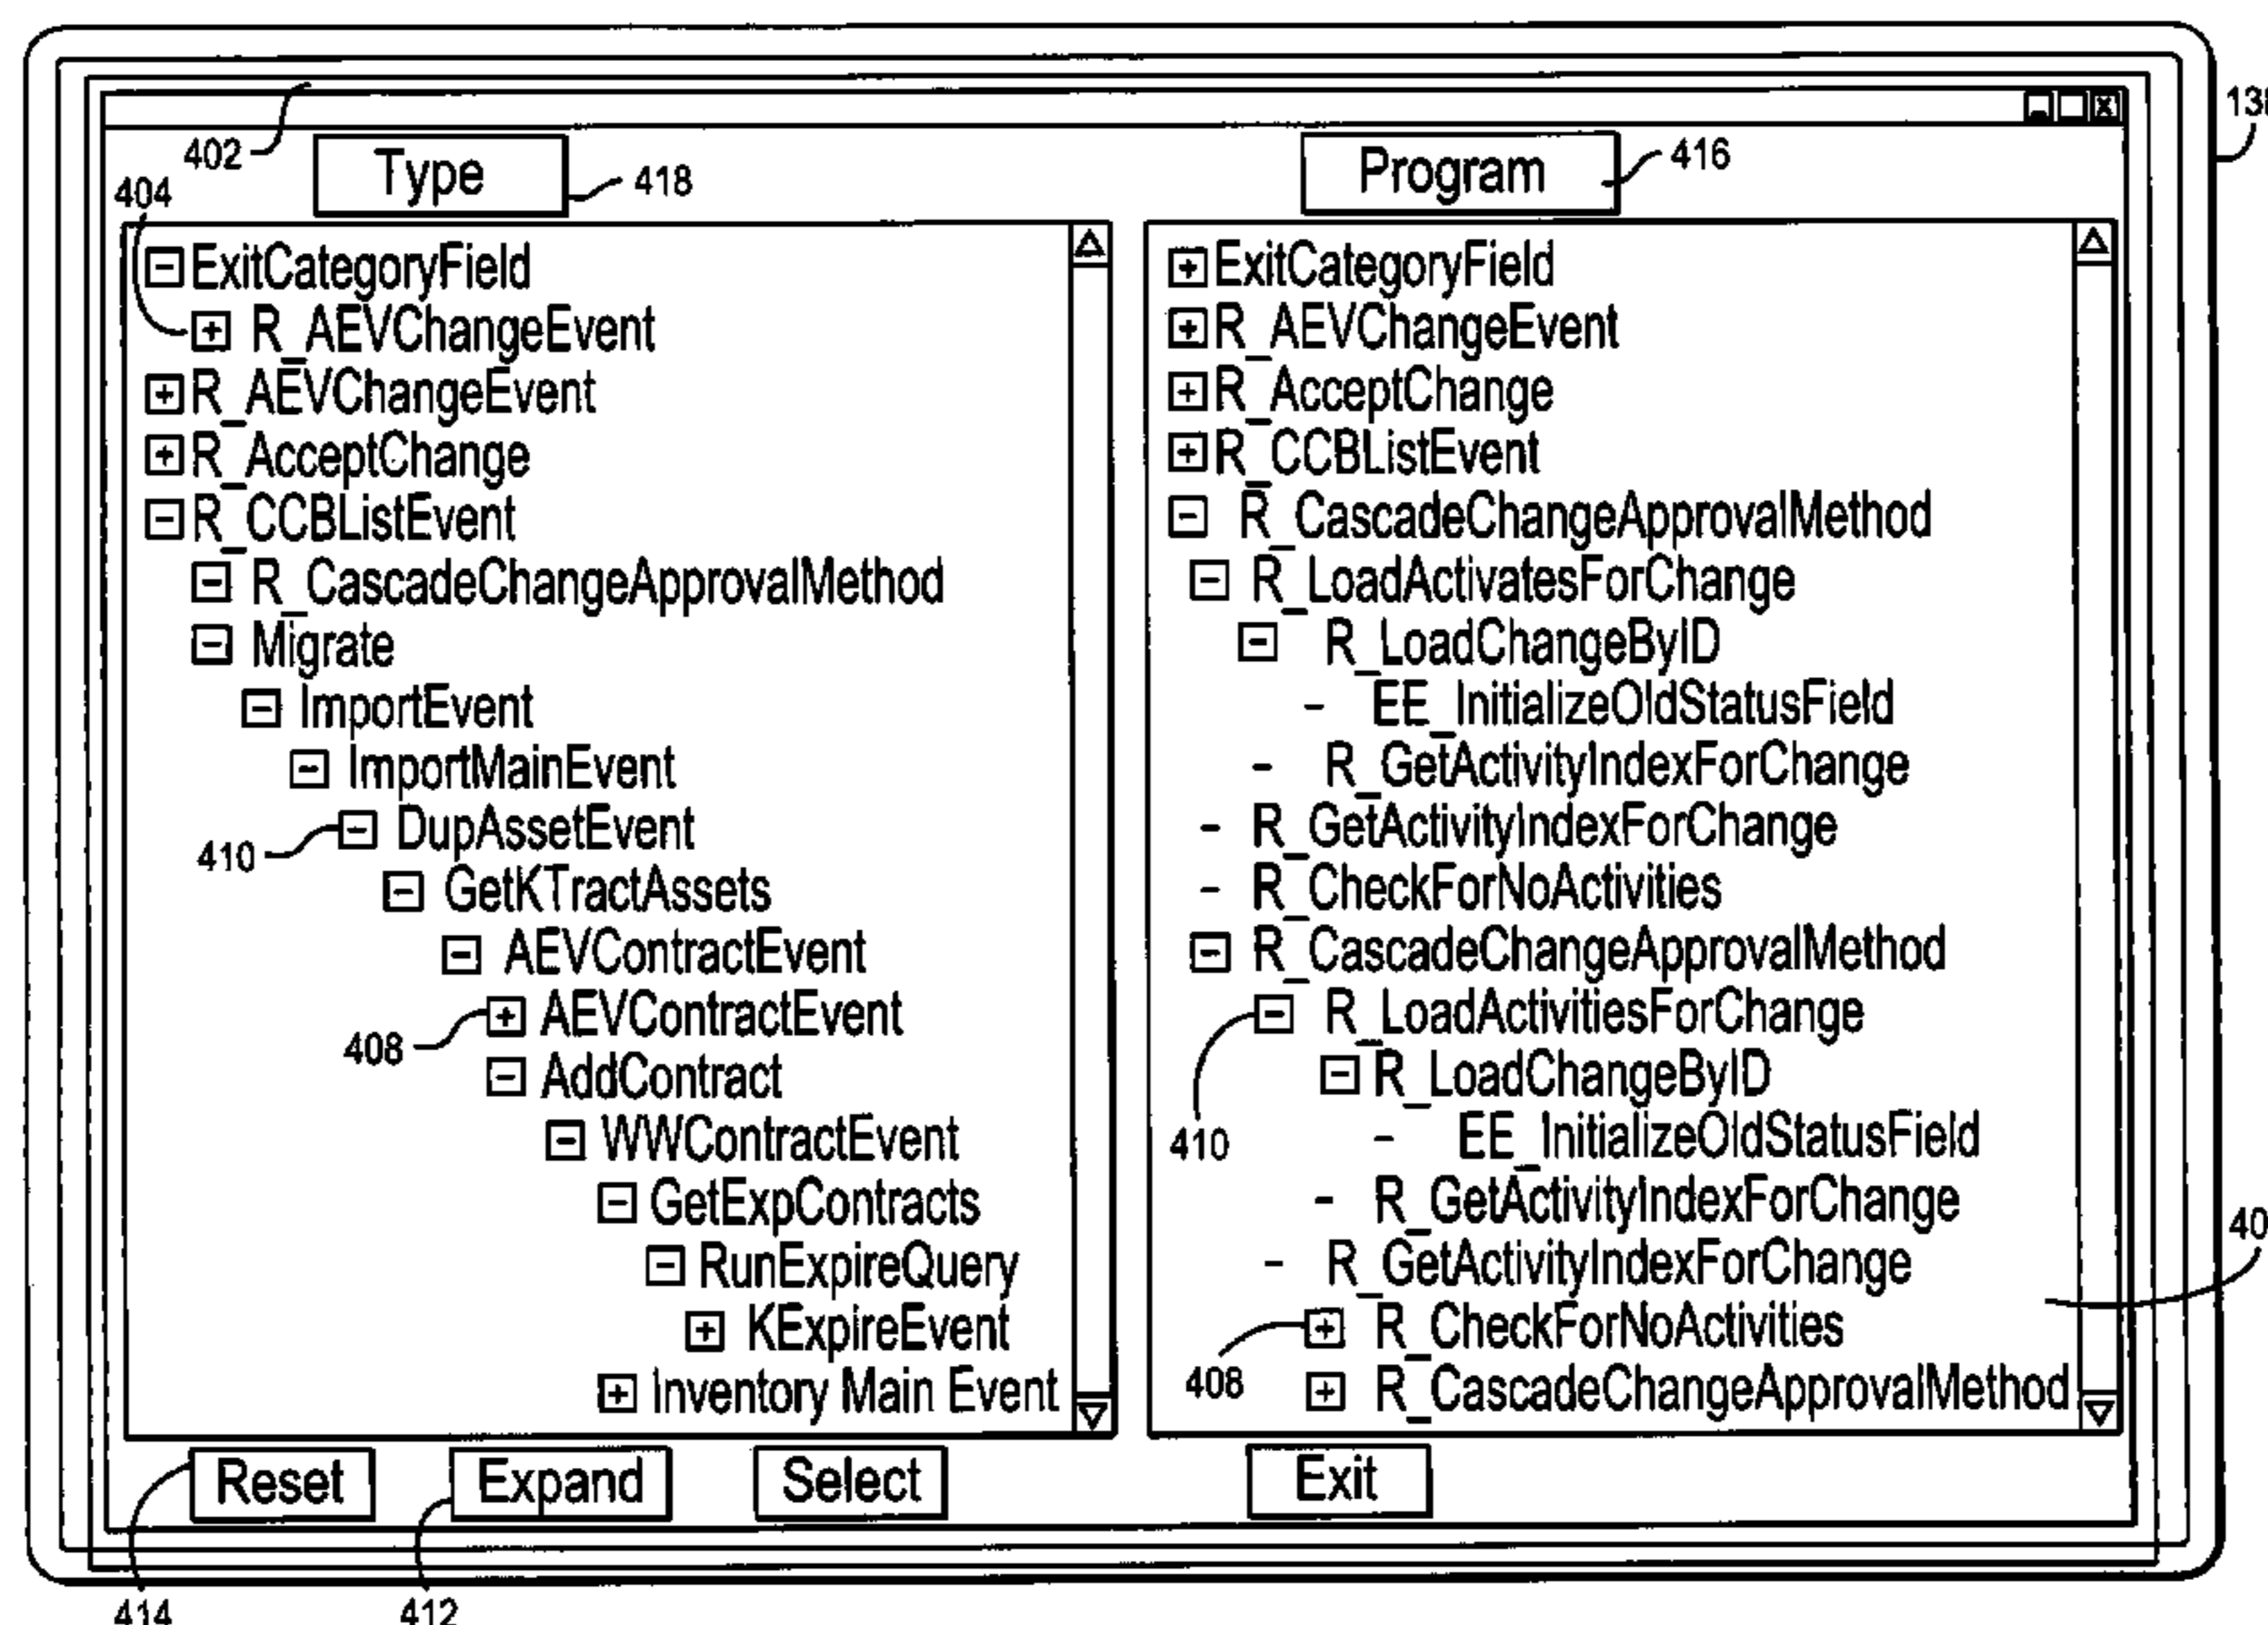 138
402
Type
418
Program
416
404
⊟ ExitCategoryField
⊞ R_AEVChangeEvent
⊞ R_AEVChangeEvent
⊞ R_AcceptChange
⊟ R_CCBListEvent
⊟ R_CascadeChangeApprovalMethod
⊟ Migrate
⊟ ImportEvent
⊟ ImportMainEvent
410
⊟ DupAssetEvent
⊟ GetKTractAssets
⊟ AEVContractEvent
408
⊞ AEVContractEvent
⊟ AddContract
⊟ WWContractEvent
⊟ GetExpContracts
⊟ RunExpireQuery
⊞ KExpireEvent
⊞ Inventory Main Event
⊞ ExitCategoryField
⊞ R_AEVChangeEvent
⊞ R_AcceptChange
⊞ R_CCBListEvent
⊟ R_CascadeChangeApprovalMethod
⊟ R_LoadActivatesForChange
⊟ R_LoadChangeByID
- EE_InitializeOldStatusField
- R_GetActivityIndexForChange
- R_GetActivityIndexForChange
- R_CheckForNoActivities
⊟ R_CascadeChangeApprovalMethod
⊟ R_LoadActivitiesForChange
410
⊟ R_LoadChangeByID
- EE_InitializeOldStatusField
- R_GetActivityIndexForChange
- R_GetActivityIndexForChange
408
⊞ R_CheckForNoActivities
⊞ R_CascadeChangeApprovalMethod
Reset
Expand
Select
Exit
414
412